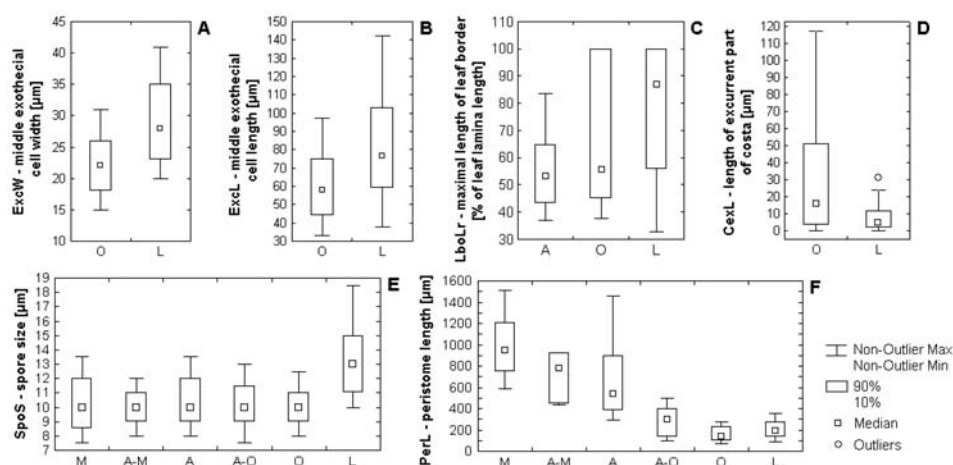 A
ExcW - middle exothecial
cell width [µm]
45
40
35
30
25
20
15
10
O L
B
ExcL - middle exothecial
cell length [µm]
150
140
130
120
110
100
90
80
70
60
50
40
30
O L
C
LboLr - maximal length of leaf border
[% of leaf lamina length]
110
100
90
80
70
60
50
40
30
A O L
D
CexL - length of excurrent part
of costa [µm]
120
110
100
90
80
70
60
50
40
30
20
10
0
O L
E
SpoS - spore size [µm]
19
18
17
16
15
14
13
12
11
10
9
8
7
M A-M A A-O O L
F
PerL - peristome length [µm]
1600
1400
1200
1000
800
600
400
200
0
M A-M A A-O O L
Non-Outlier Max
Non-Outlier Min
90%
10%
Median
Outliers